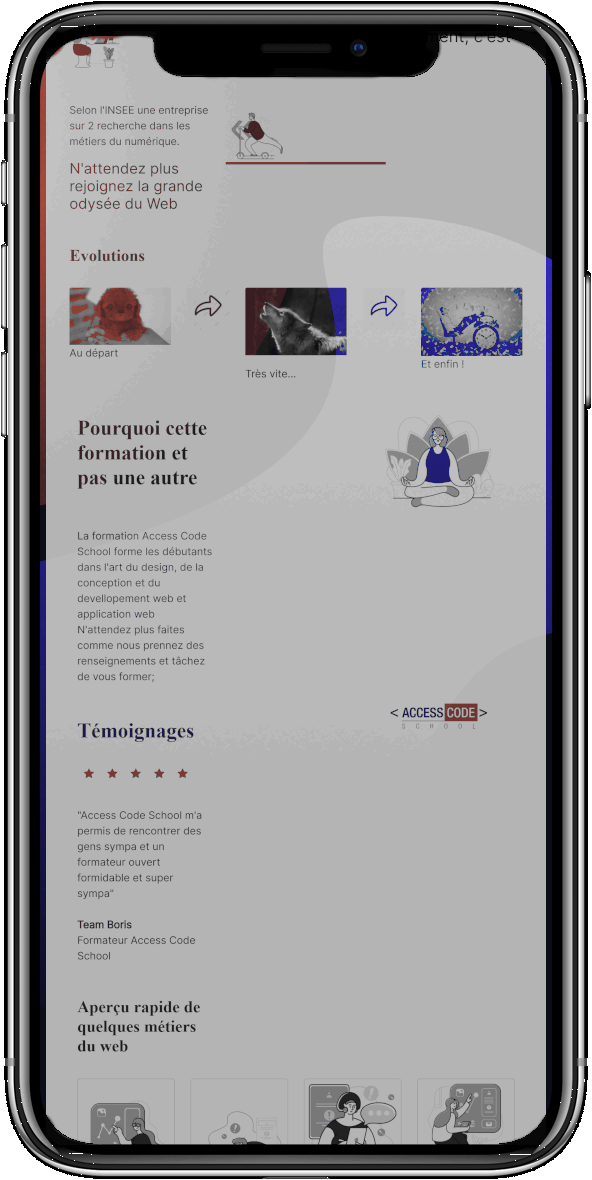 ent, c'est
Selon l'INSEE une entreprise
sur 2 recherche dans les
métiers du numérique.
N'attendez plus
rejoignez la grande
odysée du Web
Evolutions
Au départ
Très vite...
Et enfin !
Pourquoi cette
formation et
pas une autre
La formation Access Code
School forme les débutants
dans l'art du design, de la
conception et du
devellopement web et
application web
N'attendez plus faites
comme nous prennez des
renseignements et tâchez
de vous former;
< ACCESS CODE >
SCHOOL
Témoignages
"Access Code School m'a
permis de rencontrer des
gens sympa et un
formateur ouvert
formidable et super
sympa"
Team Boris
Formateur Access Code
School
Aperçu rapide de
quelques métiers
du web